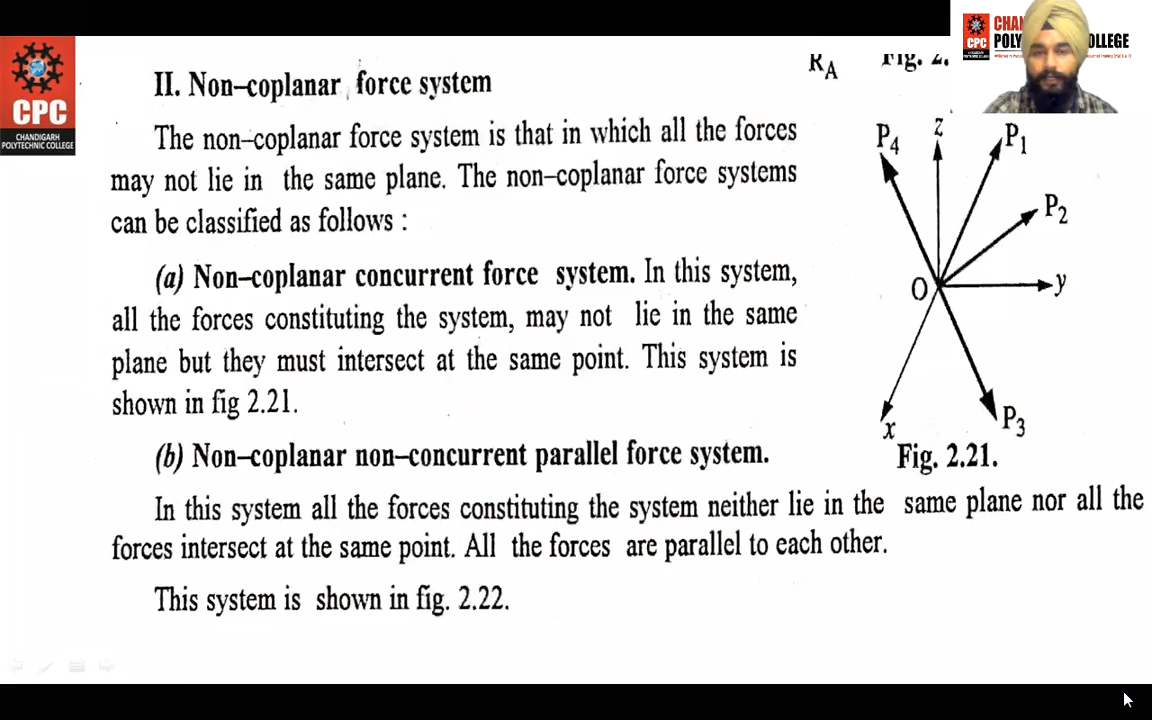 CPC
CHANDIGARH
POLYTECHNIC COLLEGE
II. Non–coplanar force system
The non–coplanar force system is that in which all the forces
may not lie in the same plane. The non–coplanar force systems
can be classified as follows :
(a) Non–coplanar concurrent force system. In this system,
all the forces constituting the system, may not lie in the same
plane but they must intersect at the same point. This system is
shown in fig 2.21.
(b) Non–coplanar non–concurrent parallel force system.
In this system all the forces constituting the system neither lie in the same plane nor all the
forces intersect at the same point. All the forces are parallel to each other.
This system is shown in fig. 2.22.
RA
Fig. 2.
CPC
P4
z
P1
P2
O
y
x
P3
Fig. 2.21.